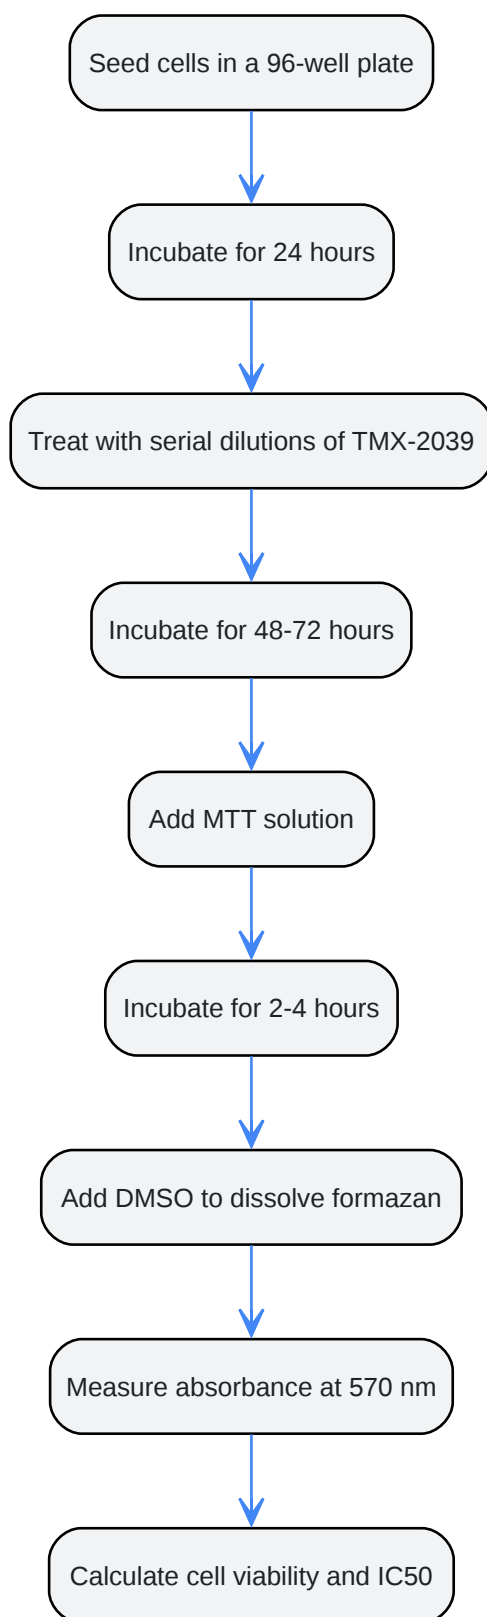 Seed cells in a 96-well plate
Incubate for 24 hours
Treat with serial dilutions of TMX-2039
Incubate for 48-72 hours
Add MTT solution
Incubate for 2-4 hours
Add DMSO to dissolve formazan
Measure absorbance at 570 nm
Calculate cell viability and IC50